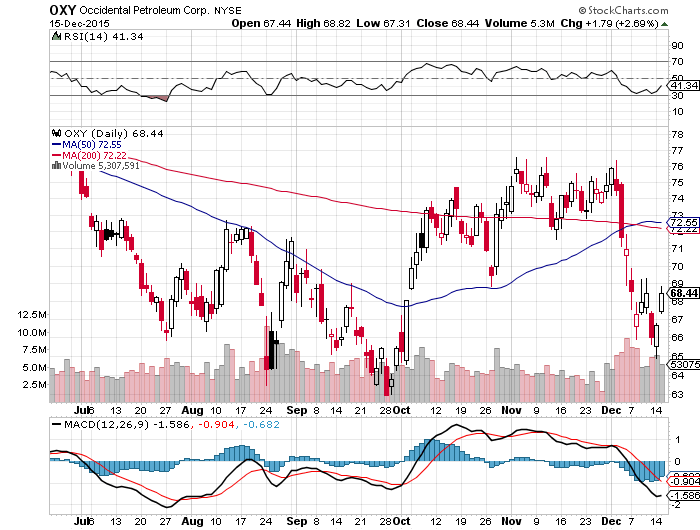 OXY Occidental Petroleum Corp. NYSE © StockCharts.com
15-Dec-2015 Open 67.44 High 68.82 Low 67.31 Close 68.44 Volume 5.3M Chg +1.79 (+2.69%)
RSI(14) 41.34
90
70
50
41.34
30
10
OXY (Daily) 68.44
MA(50) 72.55
MA(200) 72.22
Volume 5,307,591
77
76
75
74
73
72.55
72.22
71
70
69
68.44
67
66
65
64
63
12.5M
10.0M
7.5M
5.0M
2.5M
53075
Jul 6 13 20 27 Aug 10 17 24 Sep 8 14 21 28 Oct 12 19 26 Nov 9 16 23 Dec 7 14
MACD(12,26,9) -1.586, -0.904, -0.682
1
0
-0.904
-1.586
-2
Jul 6 13 20 27 Aug 10 17 24 Sep 8 14 21 28 Oct 12 19 26 Nov 9 16 23 Dec 7 14